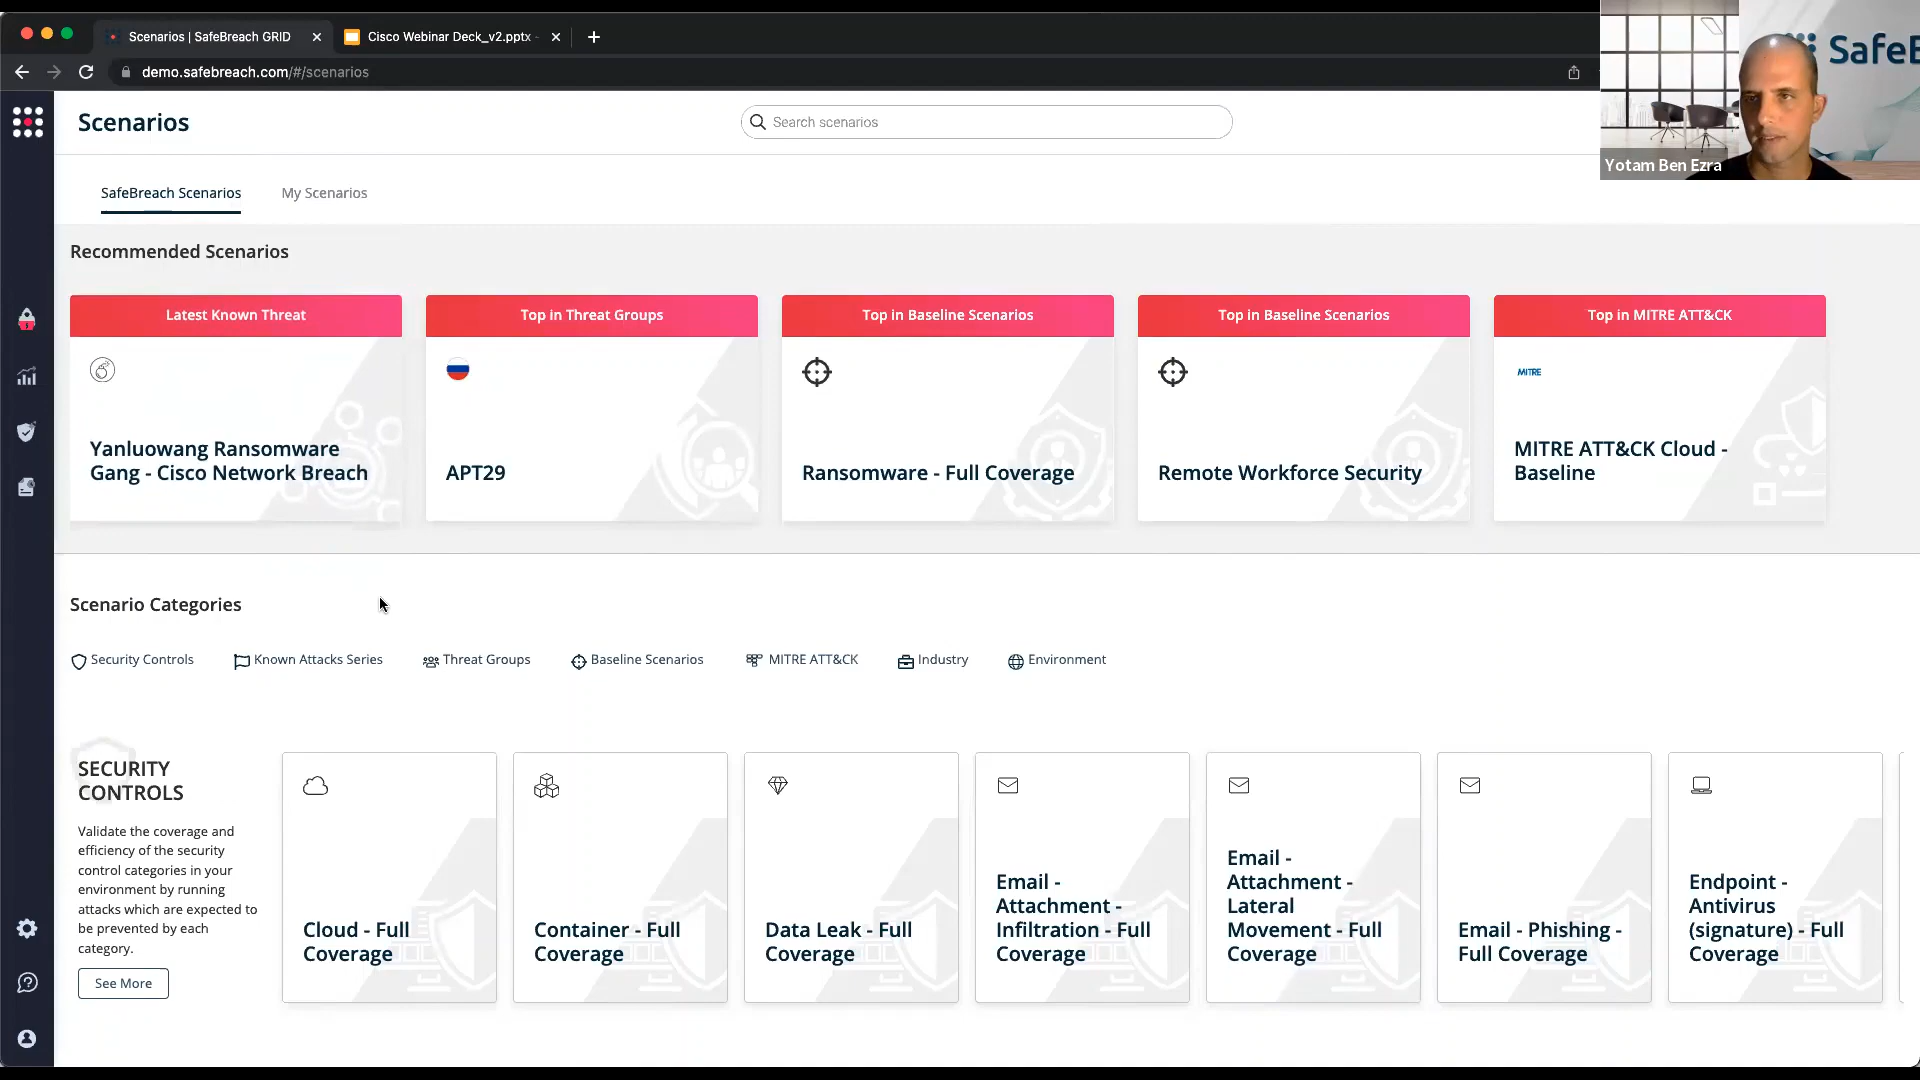 Scenarios | SafeBreach GRID
Cisco Webinar Deck_v2.pptx -
demo.safebreach.com/#/scenarios
SafeB
Yotam Ben Ezra
Scenarios
Search scenarios
SafeBreach Scenarios
My Scenarios
Recommended Scenarios
Latest Known Threat
Yanluowang Ransomware
Gang - Cisco Network Breach
Top in Threat Groups
APT29
Top in Baseline Scenarios
Ransomware - Full Coverage
Top in Baseline Scenarios
Remote Workforce Security
Top in MITRE ATT&CK
MITRE
MITRE ATT&CK Cloud -
Baseline
Scenario Categories
Security Controls
Known Attacks Series
Threat Groups
Baseline Scenarios
MITRE ATT&CK
Industry
Environment
SECURITY
CONTROLS
Validate the coverage and
efficiency of the security
control categories in your
environment by running
attacks which are expected to
be prevented by each
category.
See More
Cloud - Full
Coverage
Container - Full
Coverage
Data Leak - Full
Coverage
Email -
Attachment -
Infiltration - Full
Coverage
Email -
Attachment -
Lateral
Movement - Full
Coverage
Email - Phishing -
Full Coverage
Endpoint -
Antivirus
(signature) - Full
Coverage